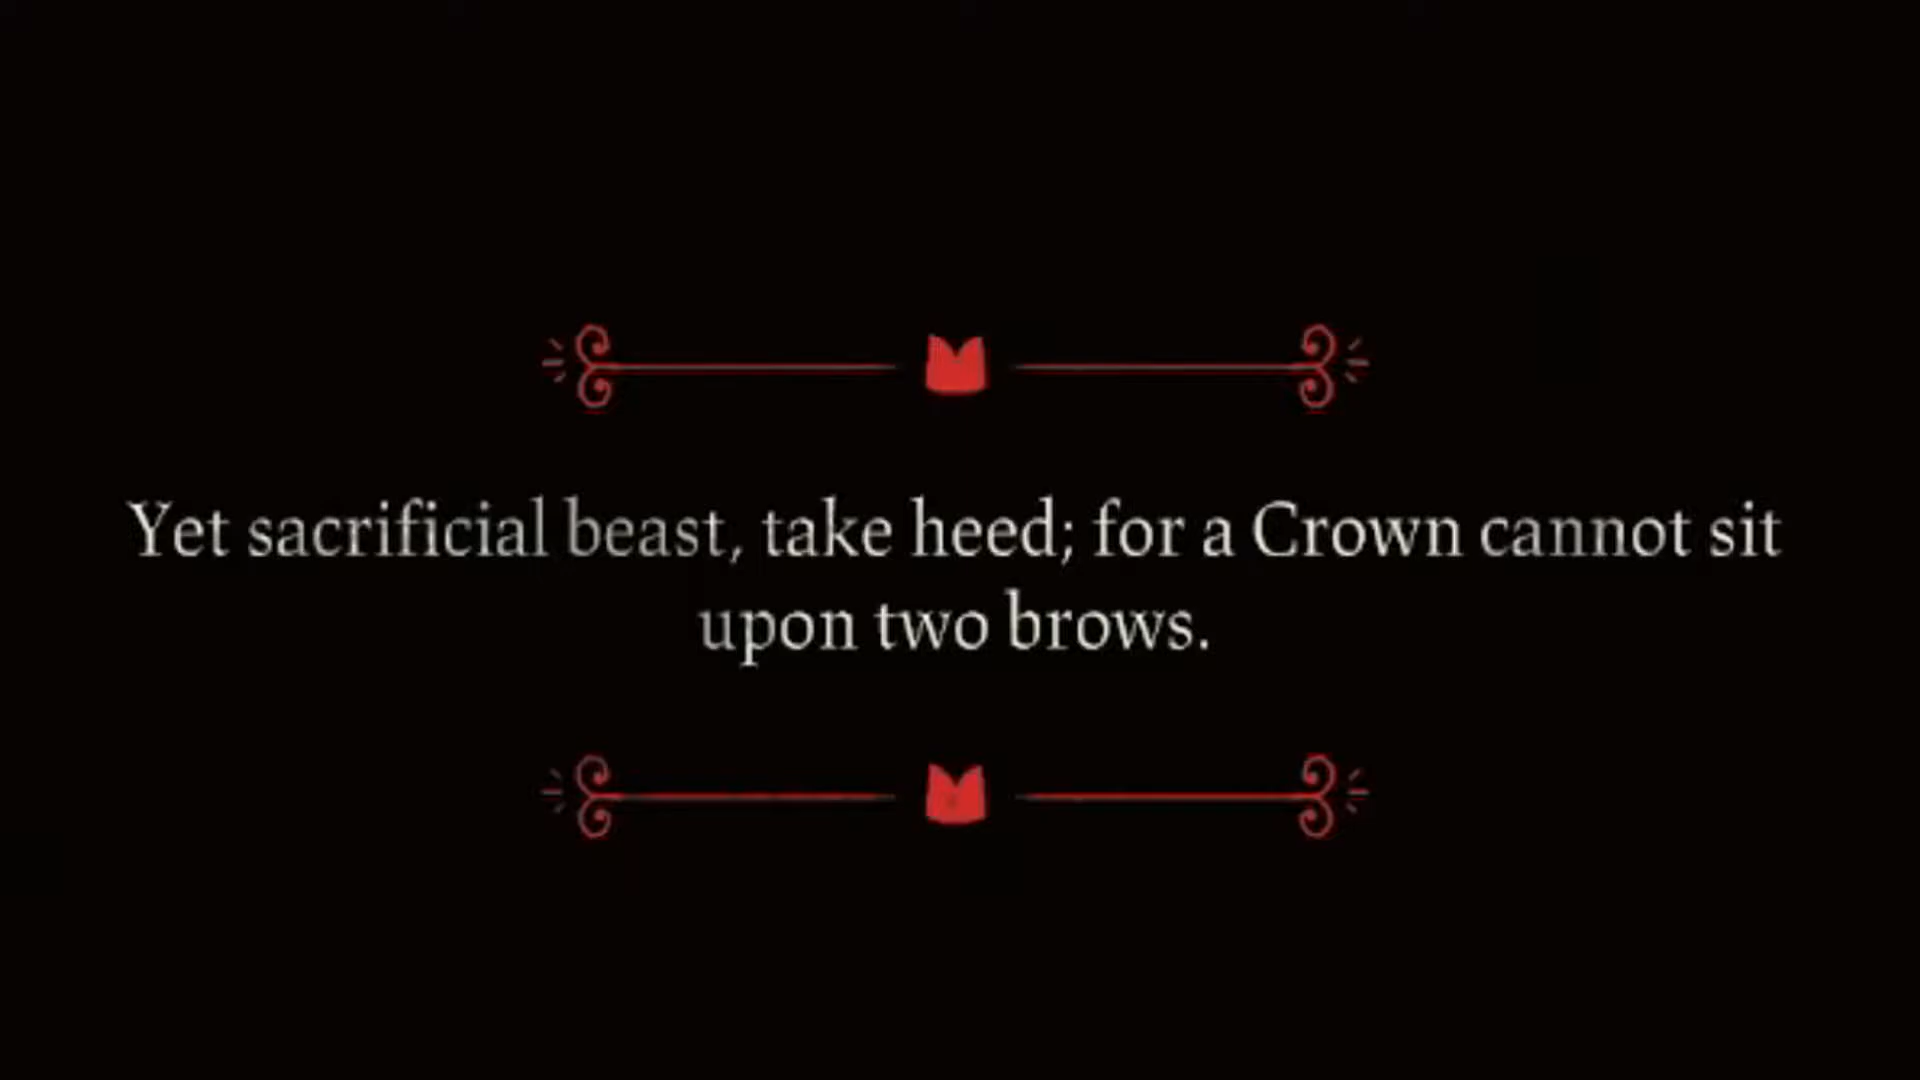 Yet sacrificial beast, take heed; for a Crown cannot sit
upon two brows.